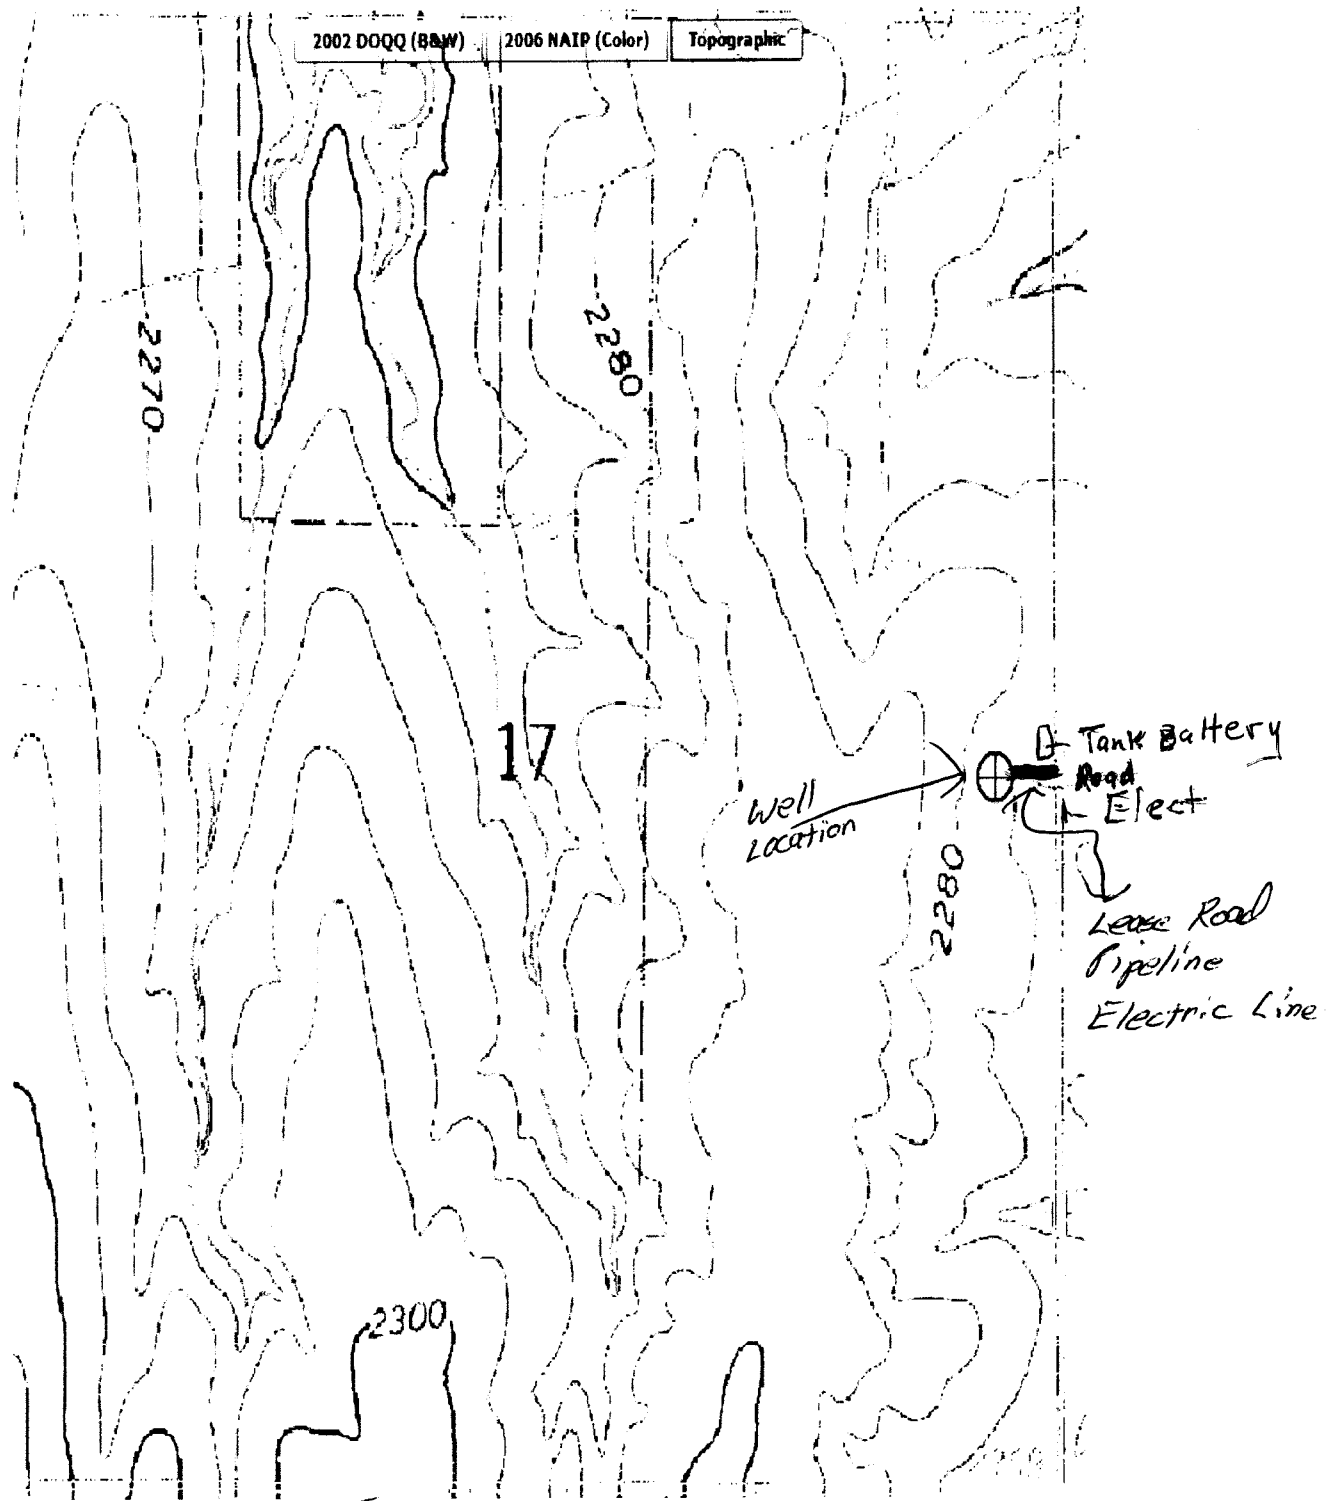 2002 DOQQ (B&W) 2006 NAIP (Color) Topographic
2270
2280
17
Tank Battery
Road
Elect
Well
Location
2280
Lease Road
Pipeline
Electric Line
2300